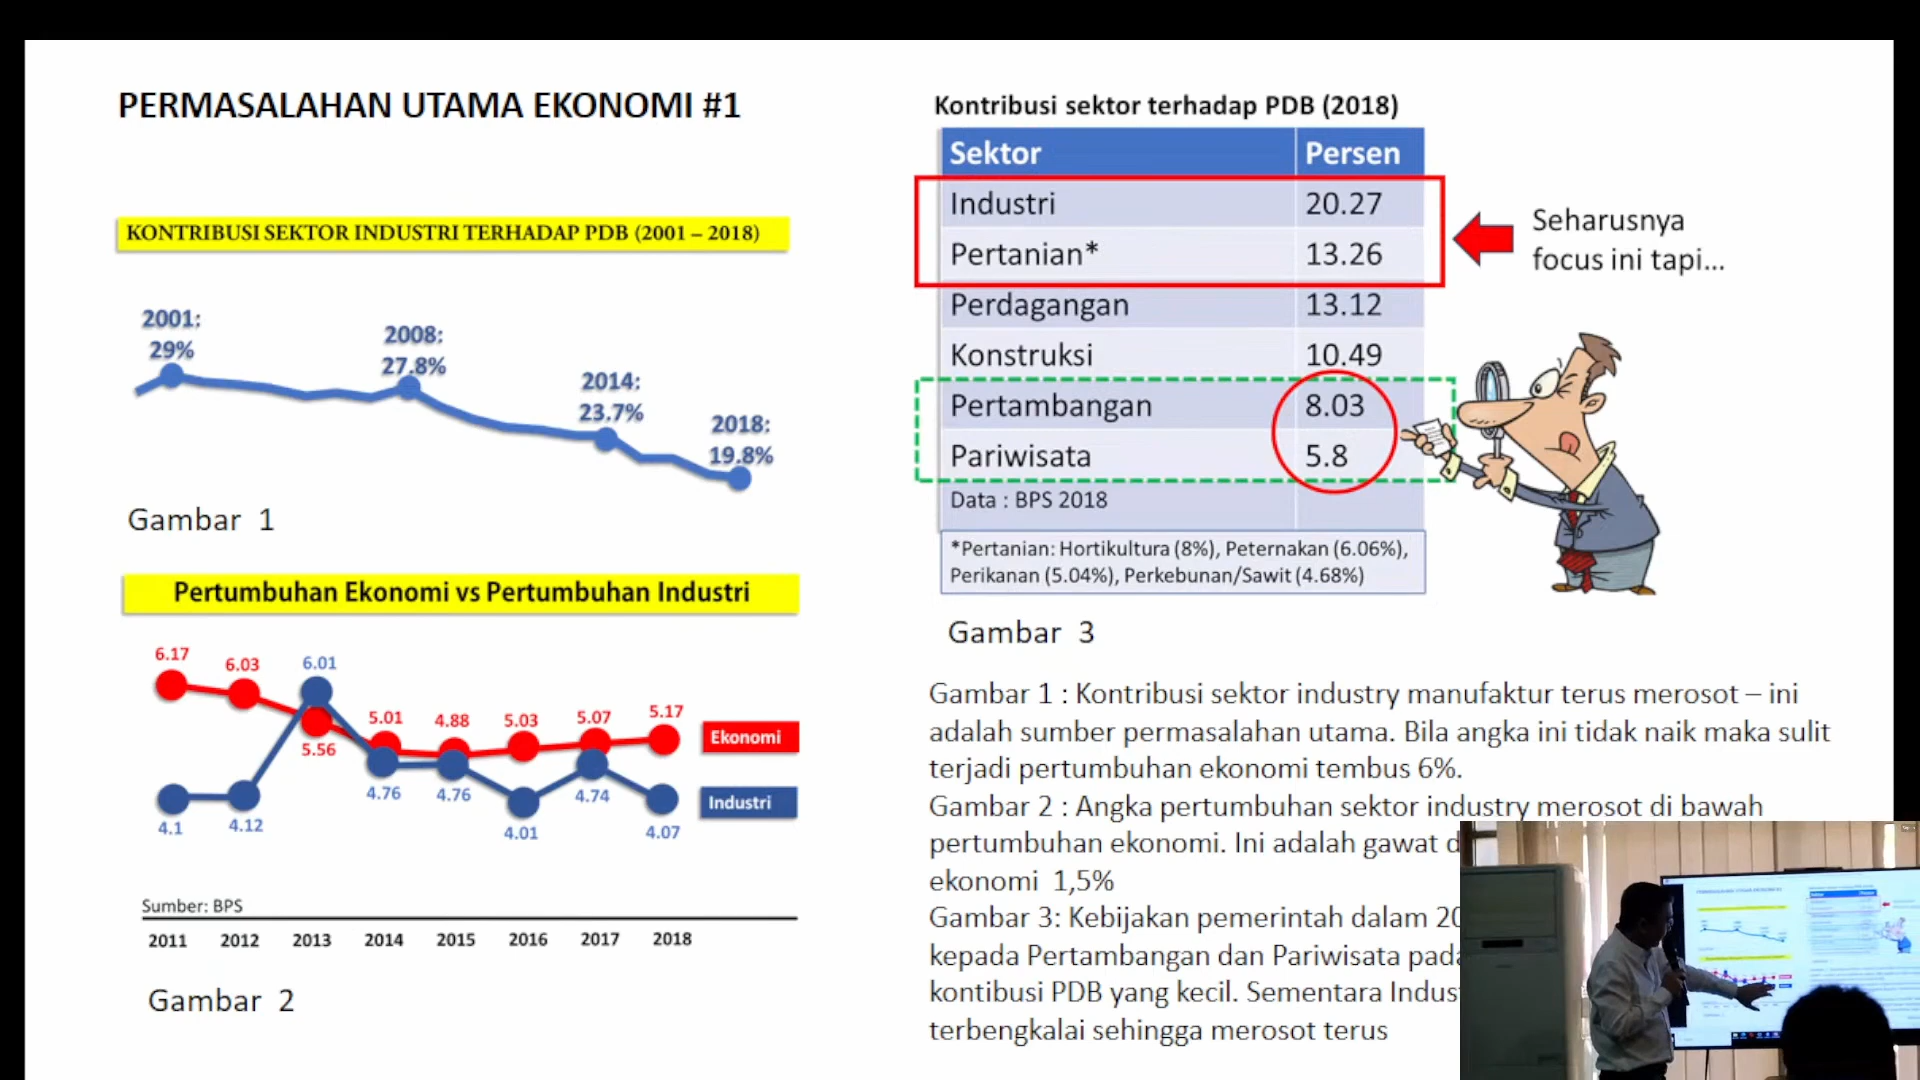 PERMASALAHAN UTAMA EKONOMI #1
KONTRIBUSI SEKTOR INDUSTRI TERHADAP PDB (2001 – 2018)
2001:
29%
2008:
27.8%
2014:
23.7%
2018:
19.8%
Gambar 1
Pertumbuhan Ekonomi vs Pertumbuhan Industri
6.17
6.03
6.01
5.56
5.01
4.88
5.03
5.07
5.17
Ekonomi
4.1
4.12
4.76
4.76
4.01
4.74
4.07
Industri
Sumber: BPS
2011 2012 2013 2014 2015 2016 2017 2018
Gambar 2
Kontribusi sektor terhadap PDB (2018)
Sektor Persen
Industri 20.27
Pertanian* 13.26
Perdagangan 13.12
Konstruksi 10.49
Pertambangan 8.03
Pariwisata 5.8
Data : BPS 2018
*Pertanian: Hortikultura (8%), Peternakan (6.06%),
Perikanan (5.04%), Perkebunan/Sawit (4.68%)
Seharusnya
focus ini tapi...
Gambar 3
Gambar 1 : Kontribusi sektor industry manufaktur terus merosot – ini
adalah sumber permasalahan utama. Bila angka ini tidak naik maka sulit
terjadi pertumbuhan ekonomi tembus 6%.
Gambar 2 : Angka pertumbuhan sektor industry merosot di bawah
pertumbuhan ekonomi. Ini adalah gawat
ekonomi 1,5%
Gambar 3: Kebijakan pemerintah dalam
kepada Pertambangan dan Pariwisata
kontibusi PDB yang kecil. Sementara
terbengkalai sehingga merosot terus